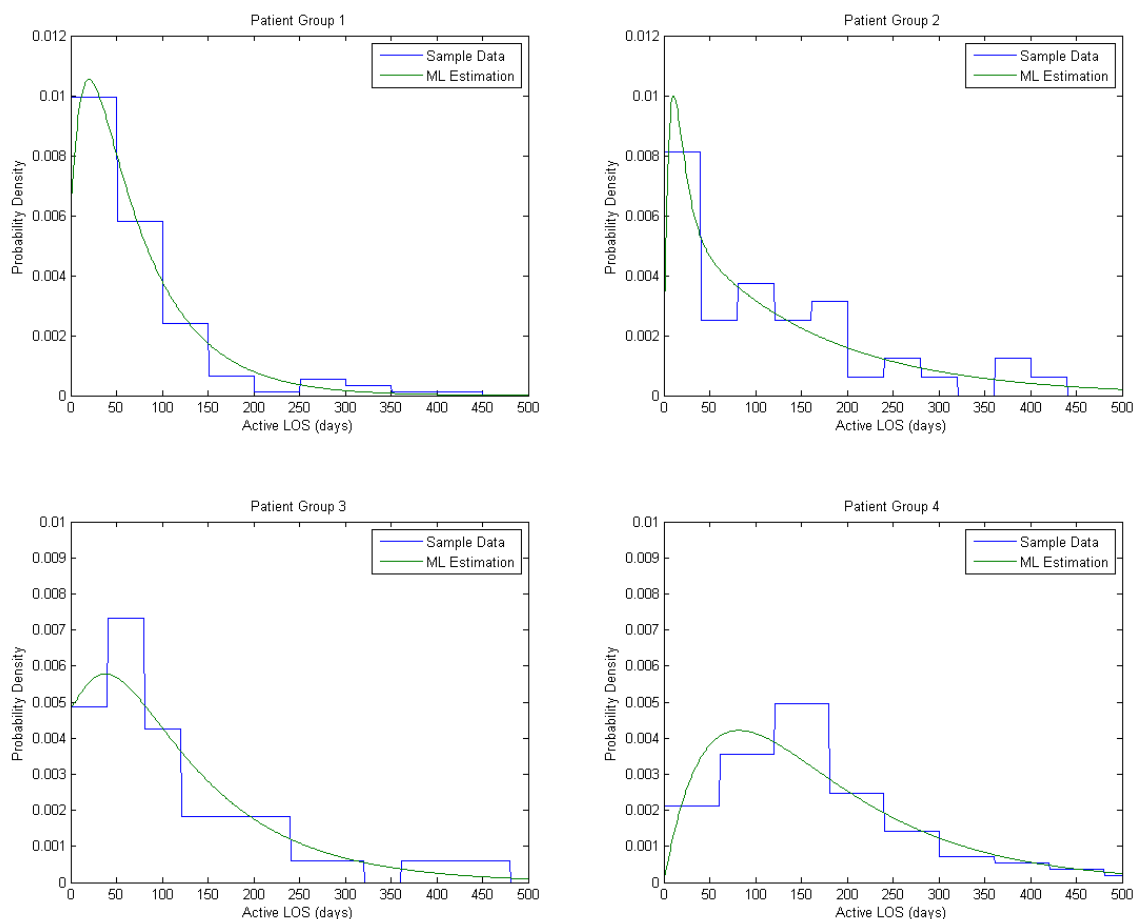 Patient Group 1
Sample Data
ML Estimation
Probability Density
0.012
0.01
0.008
0.006
0.004
0.002
0
0 50 100 150 200 250 300 350 400 450 500
Active LOS (days)
Patient Group 2
Sample Data
ML Estimation
Probability Density
0.012
0.01
0.008
0.006
0.004
0.002
0
0 50 100 150 200 250 300 350 400 450 500
Active LOS (days)
Patient Group 3
Sample Data
ML Estimation
Probability Density
0.01
0.009
0.008
0.007
0.006
0.005
0.004
0.003
0.002
0.001
0
0 50 100 150 200 250 300 350 400 450 500
Active LOS (days)
Patient Group 4
Sample Data
ML Estimation
Probability Density
0.01
0.009
0.008
0.007
0.006
0.005
0.004
0.003
0.002
0.001
0
0 50 100 150 200 250 300 350 400 450 500
Active LOS (days)